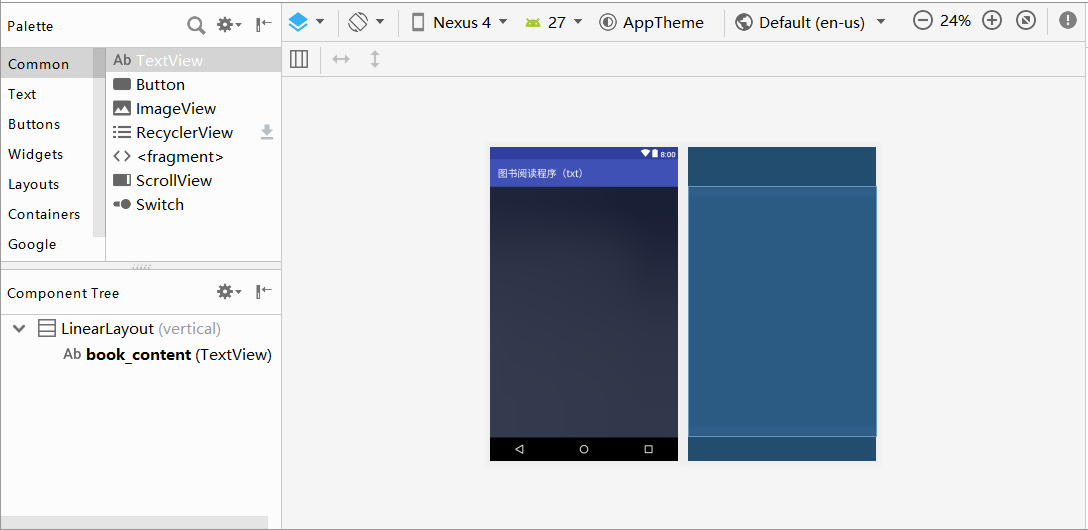 Palette
Nexus 4
27
AppTheme
Default (en-us)
24%
Common
Ab TextView
Text
Button
Buttons
ImageView
Widgets
RecyclerView
Layouts
<fragment>
Containers
ScrollView
Google
Switch
8:00
图书阅读程序（txt）
Component Tree
LinearLayout (vertical)
Ab book_content (TextView)